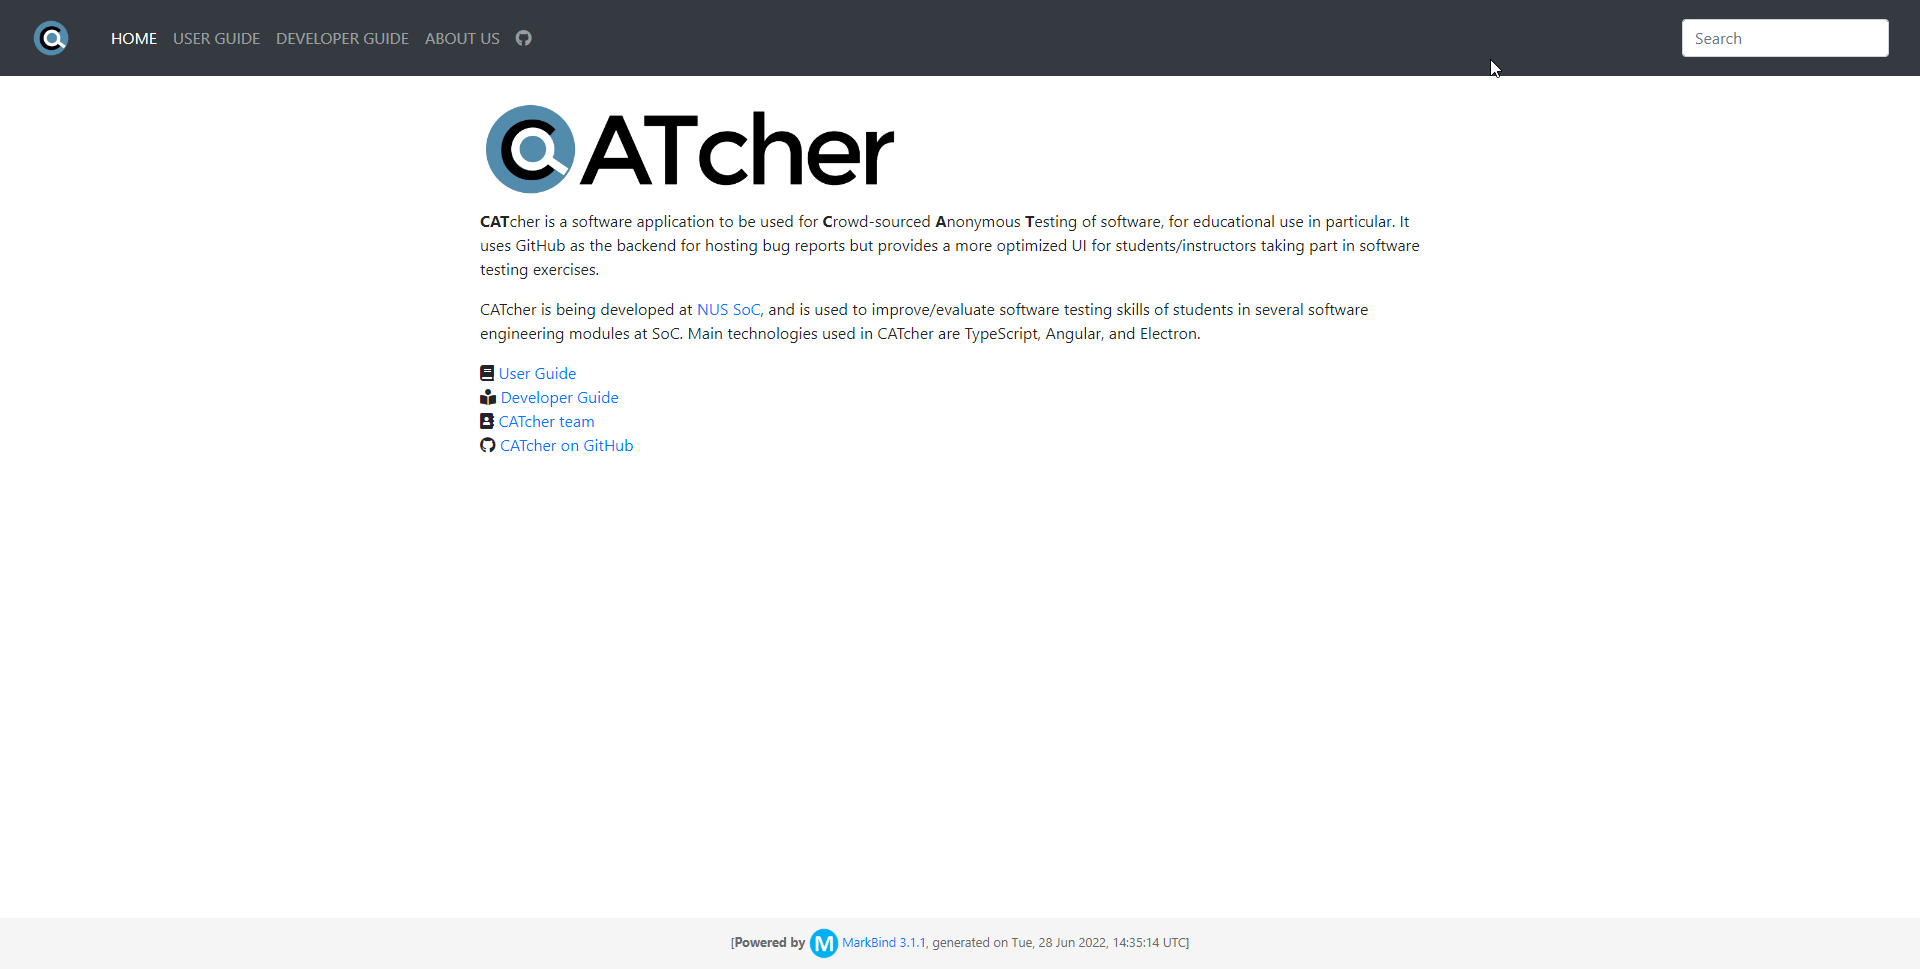 HOME USER GUIDE DEVELOPER GUIDE ABOUT US Search
CATcher
CATcher is a software application to be used for Crowd-sourced Anonymous Testing of software, for educational use in particular. It
uses GitHub as the backend for hosting bug reports but provides a more optimized UI for students/instructors taking part in software
testing exercises.
CATcher is being developed at NUS SoC, and is used to improve/evaluate software testing skills of students in several software
engineering modules at SoC. Main technologies used in CATcher are TypeScript, Angular, and Electron.
User Guide
Developer Guide
CATcher team
CATcher on GitHub
[Powered by M MarkBind 3.1.1, generated on Tue, 28 Jun 2022, 14:35:14 UTC]